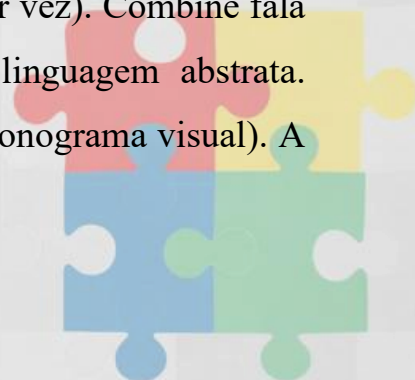 r vez). Combine fala
linguagem abstrata.
onograma visual). A